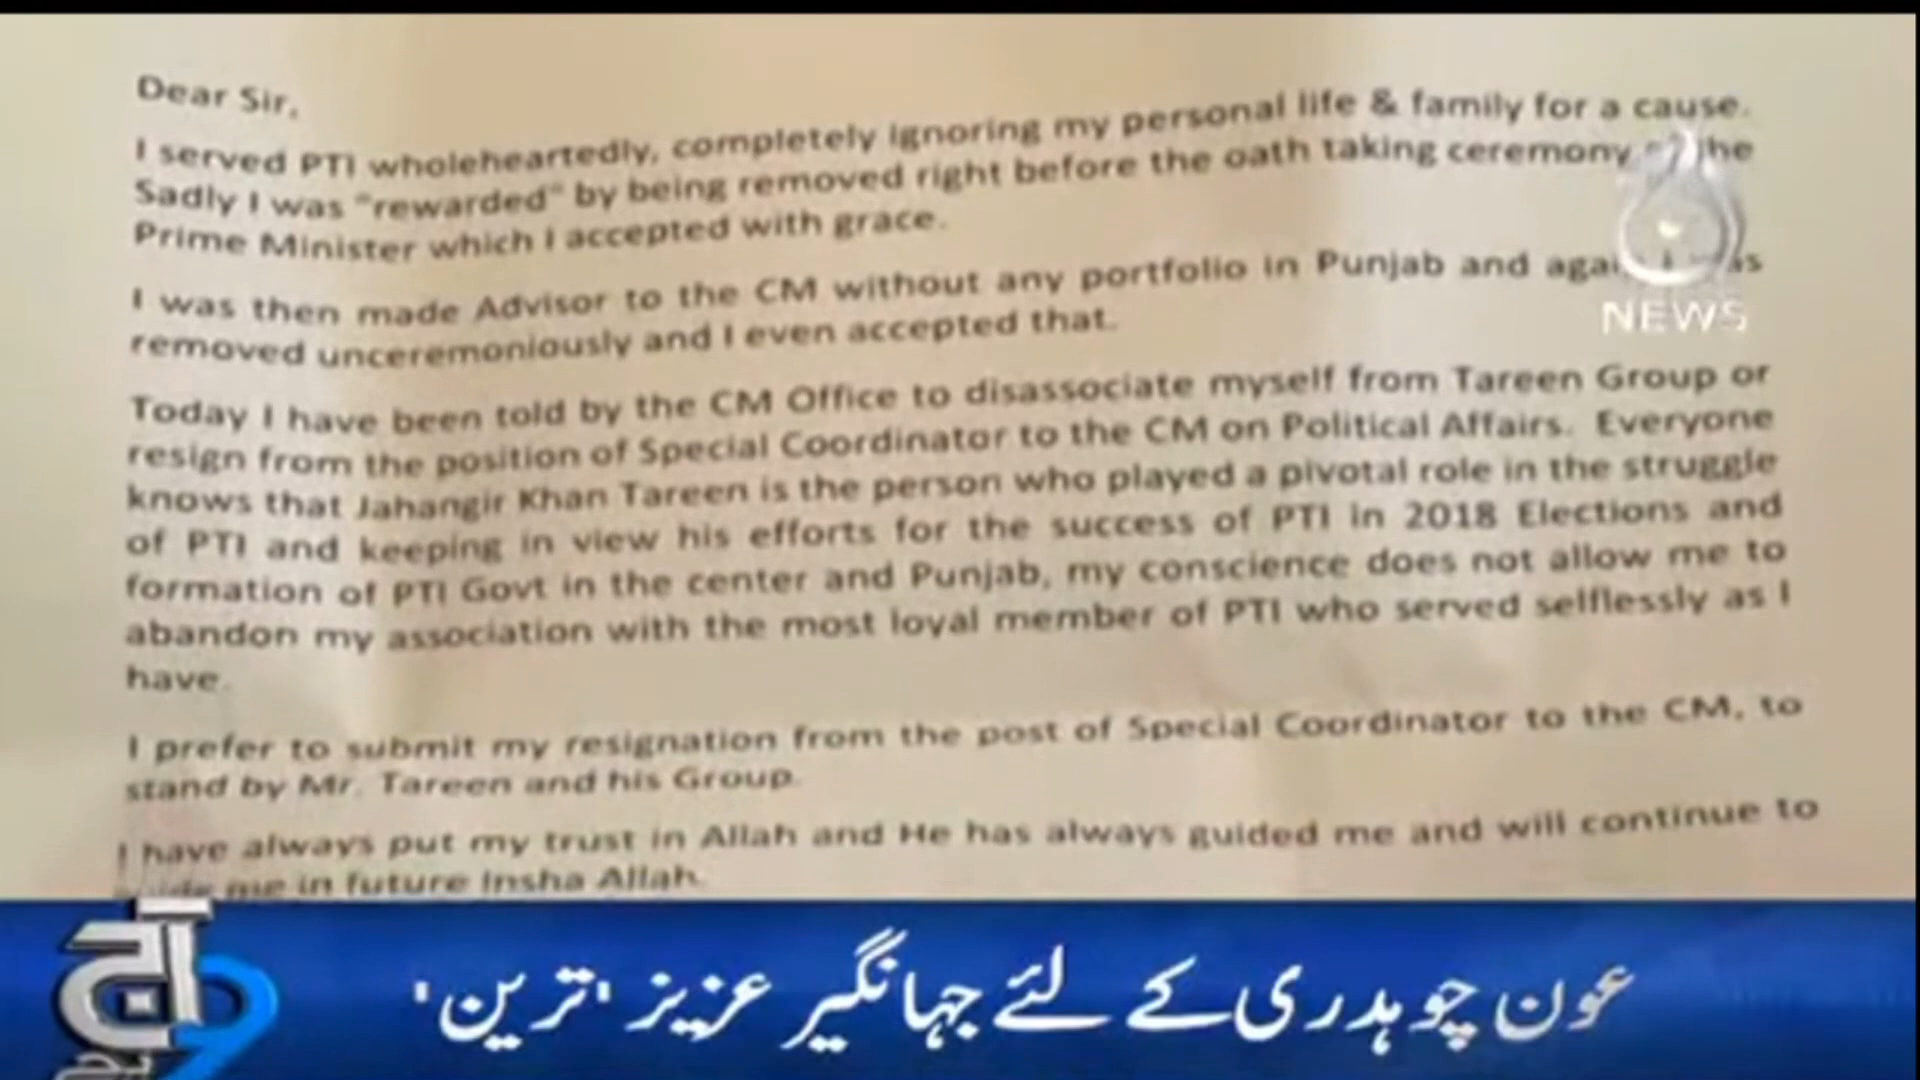 Dear Sir,
I served PTI wholeheartedly, completely ignoring my personal life & family for a cause.
Sadly I was "rewarded" by being removed right before the oath taking ceremony the
Prime Minister which I accepted with grace.
I was then made Advisor to the CM without any portfolio in Punjab and again I was
removed unceremoniously and I even accepted that.
Today I have been told by the CM Office to disassociate myself from Tareen Group or
resign from the position of Special Coordinator to the CM on Political Affairs. Everyone
knows that Jahangir Khan Tareen is the person who played a pivotal role in the struggle
of PTI and keeping in view his efforts for the success of PTI in 2018 Elections and
formation of PTI Govt in the center and Punjab, my conscience does not allow me to
abandon my association with the most loyal member of PTI who served selflessly as I
have.
I prefer to submit my resignation from the post of Special Coordinator to the CM, to
stand by Mr. Tareen and his Group.
I have always put my trust in Allah and He has always guided me and will continue to
me in future Insha Allah.
NEWS
عون چوہدری کے لئے جہانگیر عزیز 'ترین'
آج 9